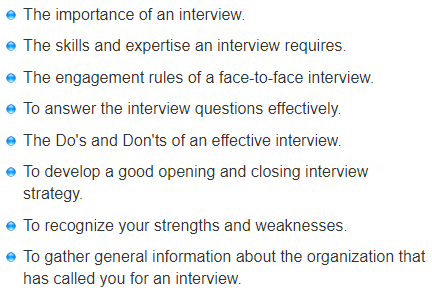 The importance of an interview.
The skills and expertise an interview requires.
The engagement rules of a face-to-face interview.
To answer the interview questions effectively.
The Do's and Don'ts of an effective interview.
To develop a good opening and closing interview
strategy.
To recognize your strengths and weaknesses.
To gather general information about the organization that
has called you for an interview.